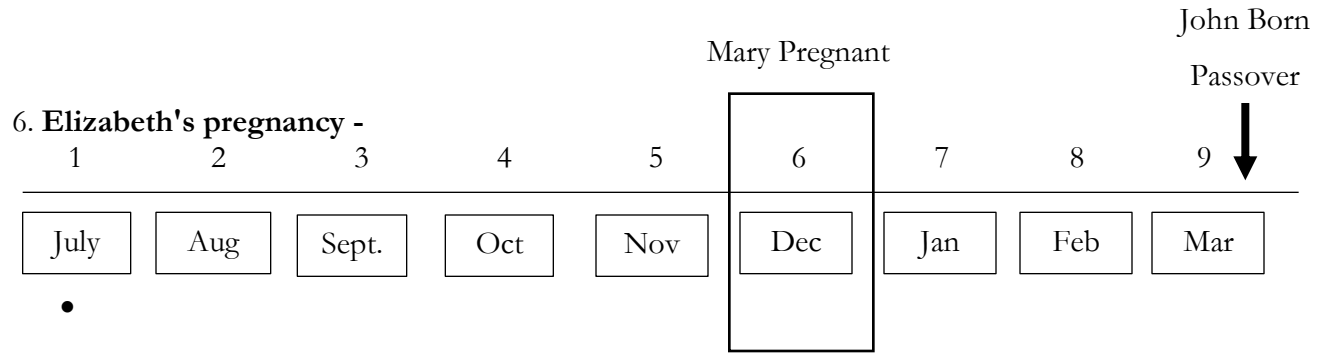 John Born
Mary Pregnant
Passover
6. Elizabeth's pregnancy -
1 2 3 4 5 6 7 8 9
July Aug Sept. Oct Nov Dec Jan Feb Mar
•